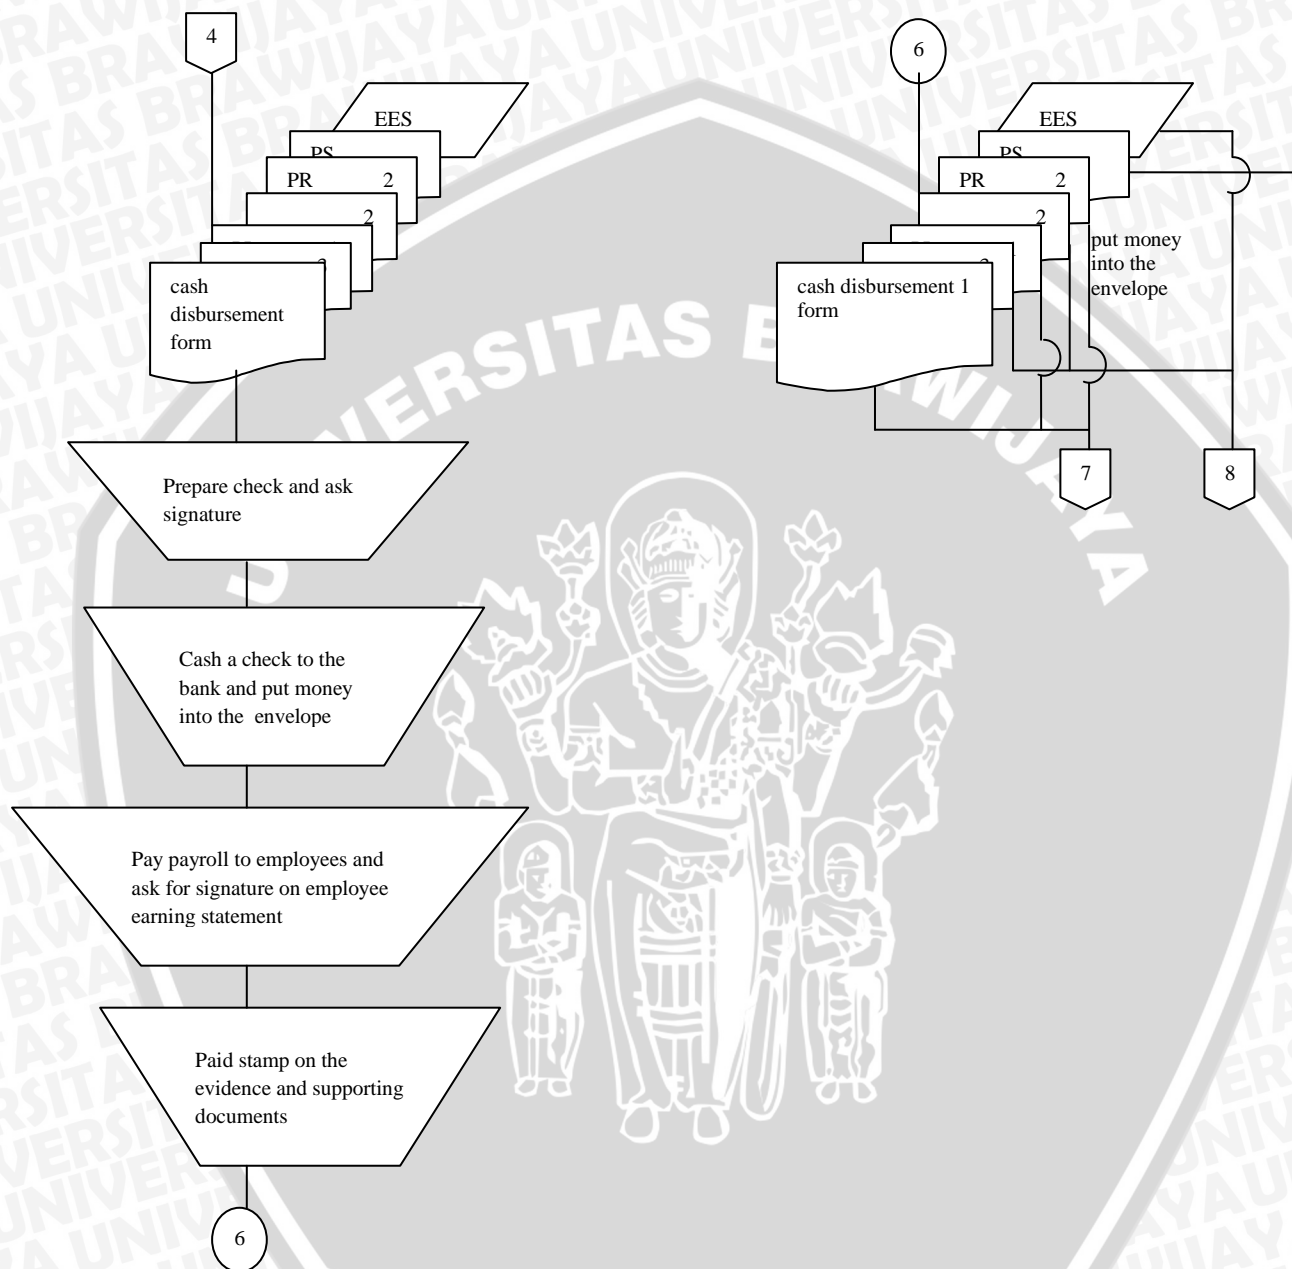 4
EES
PS
PR 2
2
cash
disbursement
form
Prepare check and ask
signature
Cash a check to the
bank and put money
into the envelope
Pay payroll to employees and
ask for signature on employee
earning statement
Paid stamp on the
evidence and supporting
documents
6
6
EES
PS
PR 2
2
put money
into the
envelope
cash disbursement 1
form
7
8
UNIVERSITAS BRAWIJAYA